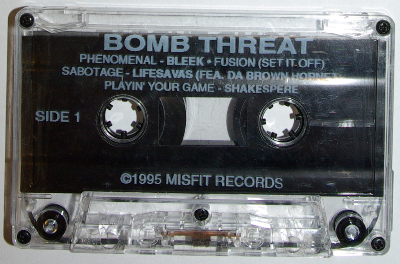 BOMB THREAT
PHENOMENAL - BLEEK • FUSION (SET IT OFF)
SABOTAGE - LIFESAVAS (FEA. DA BROWN HORNET)
PLAYIN' YOUR GAME - SHAKESPERE
SIDE 1
©1995 MISFIT RECORDS